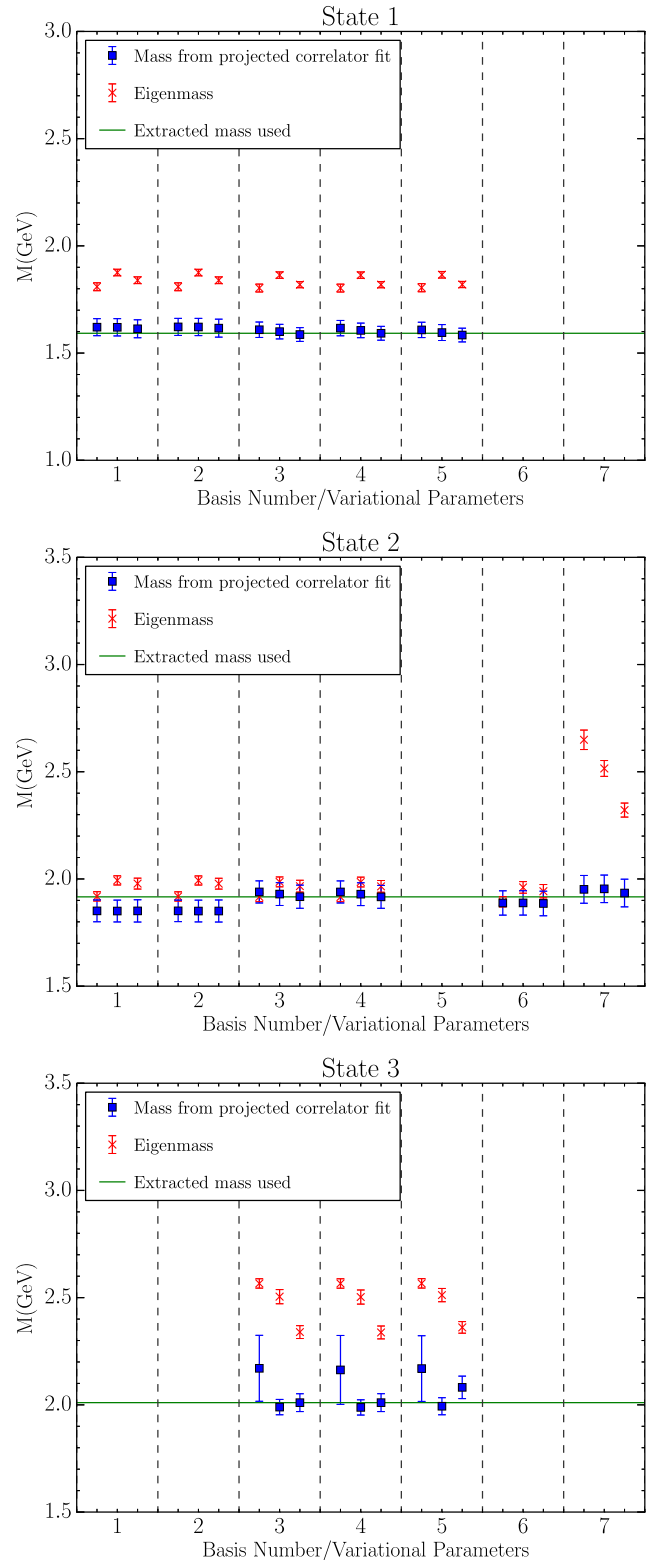 State 1
3.0
Mass from projected correlator fit
Eigenmass
Extracted mass used
2.5
M(GeV)
2.0
1.5
1.0
1 2 3 4 5 6 7
Basis Number/Variational Parameters
State 2
3.5
Mass from projected correlator fit
Eigenmass
Extracted mass used
3.0
M(GeV)
2.5
2.0
1.5
1 2 3 4 5 6 7
Basis Number/Variational Parameters
State 3
3.5
Mass from projected correlator fit
Eigenmass
Extracted mass used
3.0
M(GeV)
2.5
2.0
1.5
1 2 3 4 5 6 7
Basis Number/Variational Parameters